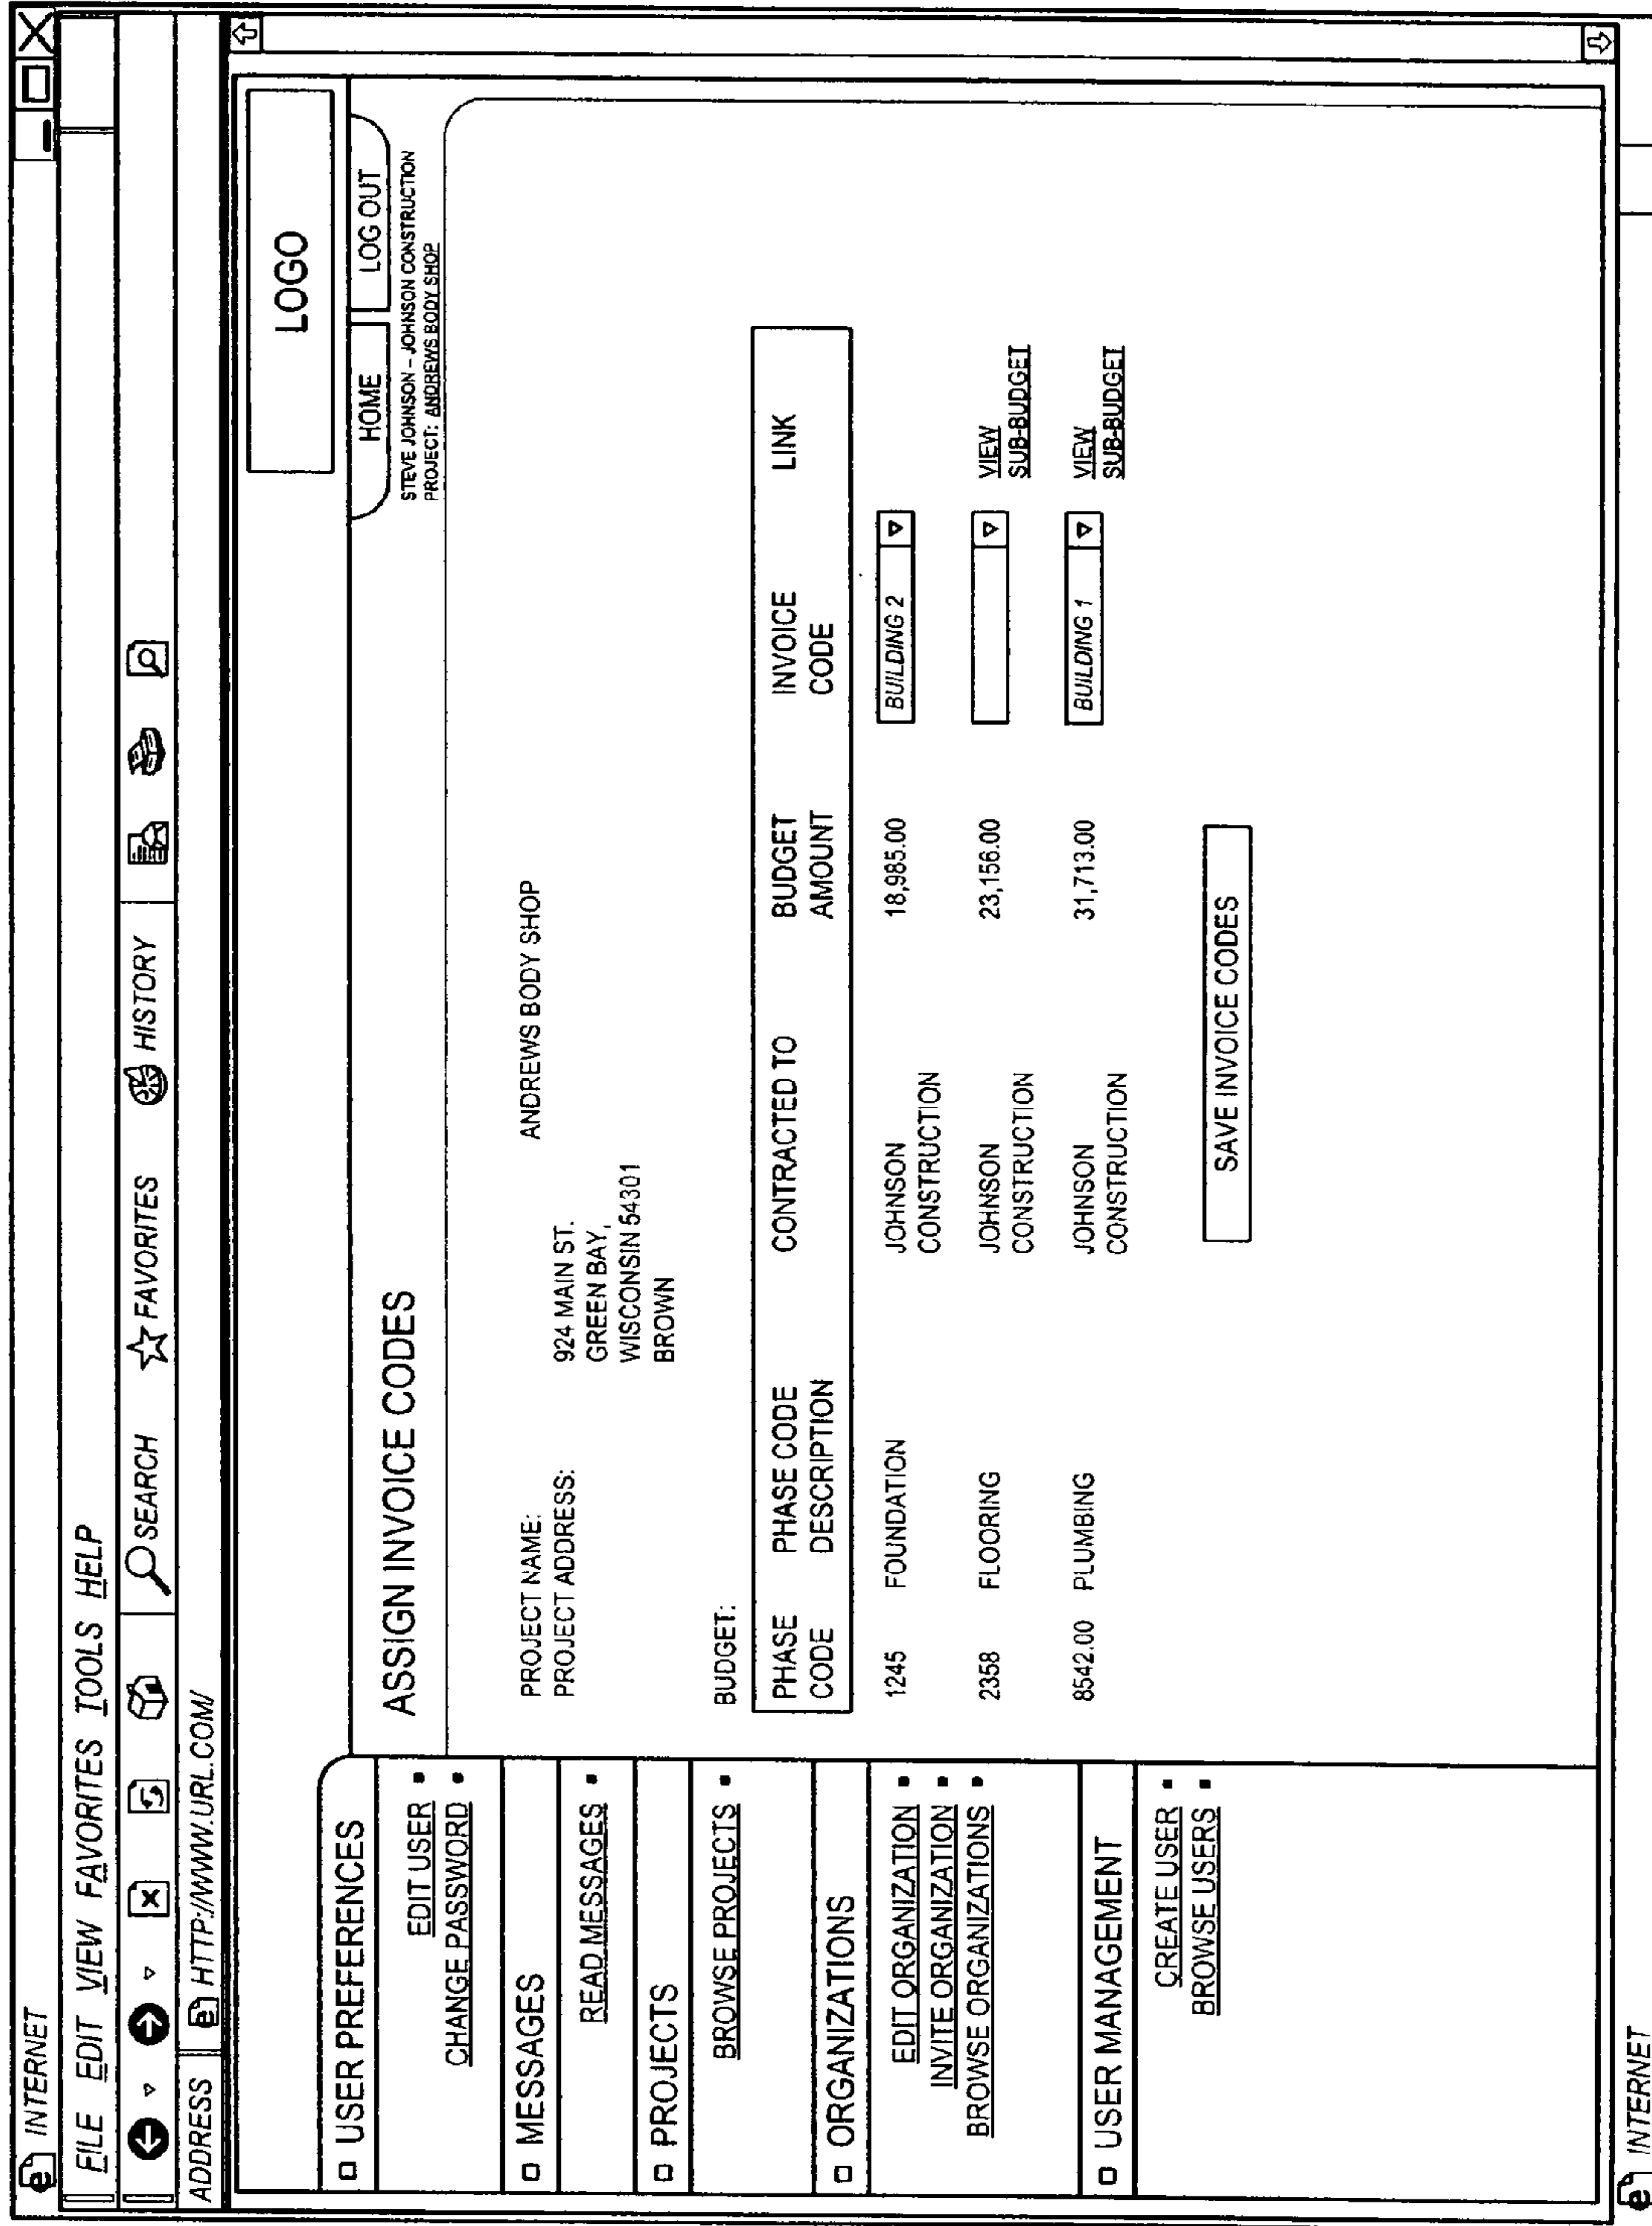 INTERNET
FILE EDIT VIEW FAVORITES TOOLS HELP
SEARCH FAVORITES HISTORY
ADDRESS HTTP://WWW.URL.COM/
LOGO
HOME LOG OUT
STEVE JOHNSON – JOHNSON CONSTRUCTION
PROJECT: ANDREWS BODY SHOP
USER PREFERENCES
EDIT USER
CHANGE PASSWORD
MESSAGES
READ MESSAGES
PROJECTS
BROWSE PROJECTS
ORGANIZATIONS
EDIT ORGANIZATION
INVITE ORGANIZATION
BROWSE ORGANIZATIONS
USER MANAGEMENT
CREATE USER
BROWSE USERS
ASSIGN INVOICE CODES
PROJECT NAME: ANDREWS BODY SHOP
PROJECT ADDRESS: 924 MAIN ST.
GREEN BAY,
WISCONSIN 54301
BROWN
BUDGET:
PHASE PHASE CODE CONTRACTED TO BUDGET INVOICE LINK
CODE DESCRIPTION AMOUNT CODE
1245 FOUNDATION JOHNSON 18,985.00 BUILDING 2
CONSTRUCTION
2358 FLOORING JOHNSON 23,156.00 VIEW
CONSTRUCTION SUB-BUDGET
8542.00 PLUMBING JOHNSON 31,713.00 BUILDING 1 VIEW
CONSTRUCTION SUB-BUDGET
SAVE INVOICE CODES
INTERNET